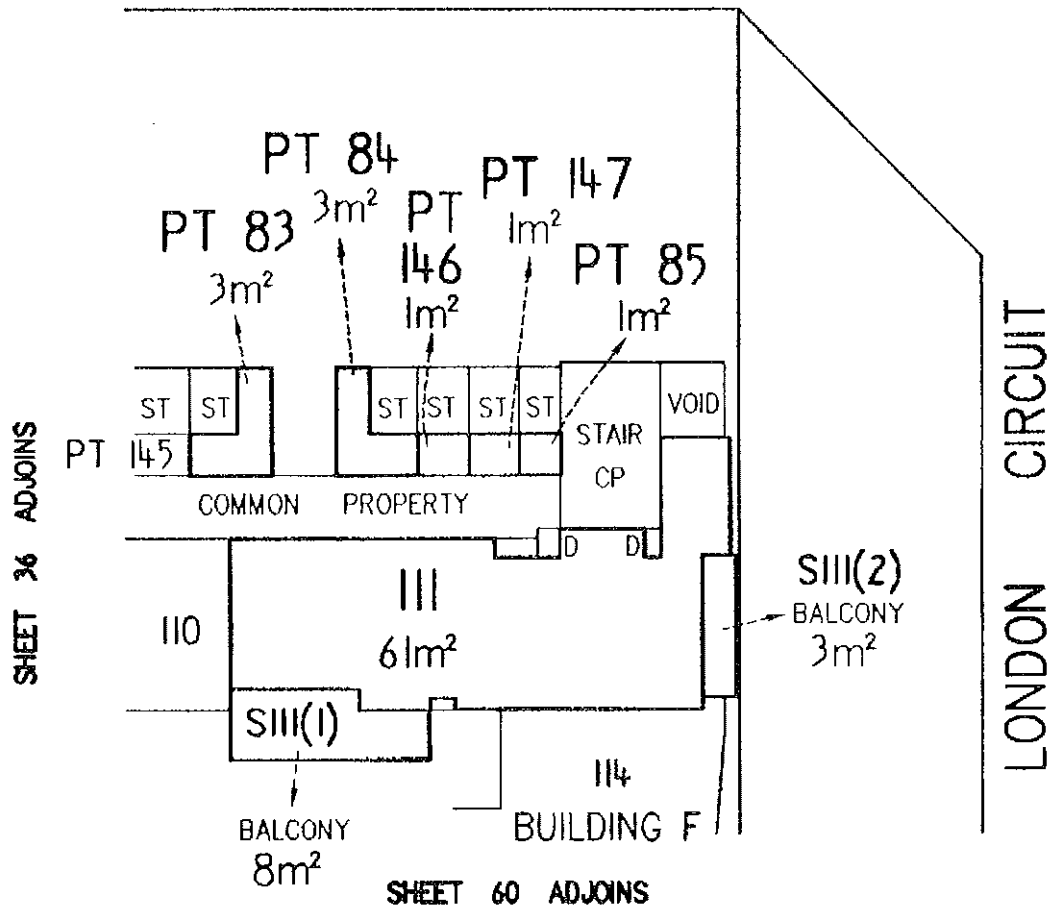 PT 84
3m²
PT 147
1m²
PT 83
3m²
PT
146
1m²
PT 85
1m²
ST
ST
ST
ST
ST
ST
STAIR
CP
VOID
PT 145
COMMON PROPERTY
D
D
111
61m²
110
S111(1)
BALCONY
8m²
S111(2)
BALCONY
3m²
114
BUILDING F
SHEET 36 ADJOINS
SHEET 60 ADJOINS
LONDON CIRCUIT